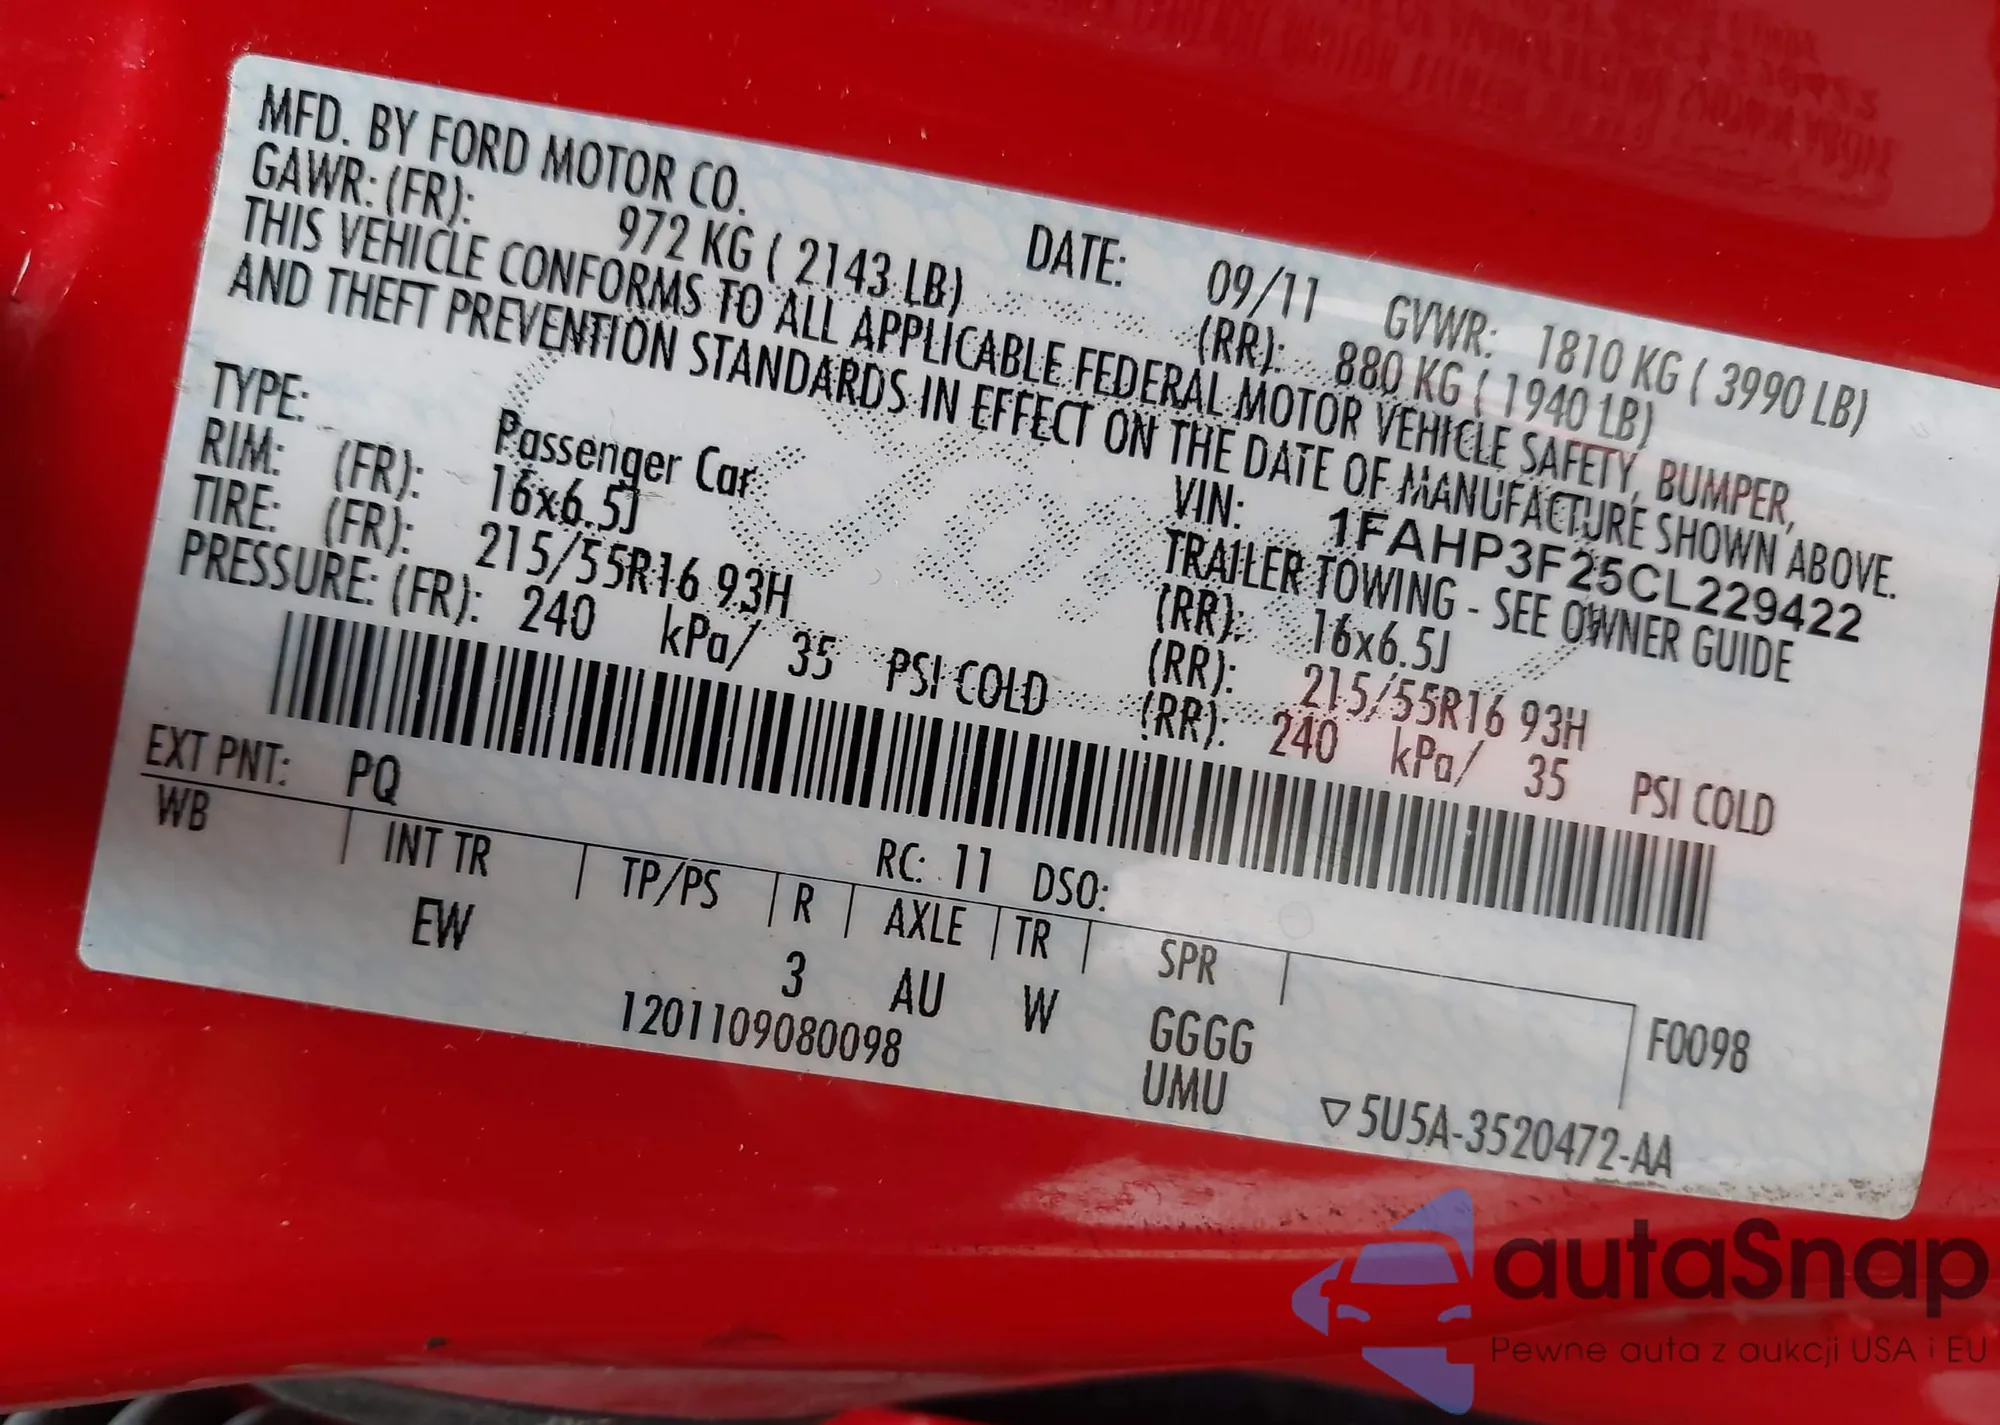 MFD. BY FORD MOTOR CO. DATE: 09/11 GVWR: 1810 KG ( 3990 LB)
GAWR: (FR): 972 KG ( 2143 LB) (RR): 880 KG ( 1940 LB)
THIS VEHICLE CONFORMS TO ALL APPLICABLE FEDERAL MOTOR VEHICLE SAFETY, BUMPER,
AND THEFT PREVENTION STANDARDS IN EFFECT ON THE DATE OF MANUFACTURE SHOWN ABOVE.
VIN: 1FAHP3F25CL229422
TYPE: Passenger Car TRAILER TOWING - SEE OWNER GUIDE
RIM: (FR): 16x6.5J (RR): 16x6.5J
TIRE: (FR): 215/55R16 93H (RR): 215/55R16 93H
PRESSURE: (FR): 240 kPa/ 35 PSI COLD (RR): 240 kPa/ 35 PSI COLD
EXT PNT: PQ RC: 11 DSO:
WB INT TR TP/PS R AXLE TR SPR
EW 3 AU W GGGG F0098
1201109080098 UMU
▽5U5A-3520472-AA
autaSnap
Pewne auta z aukcji USA i EU